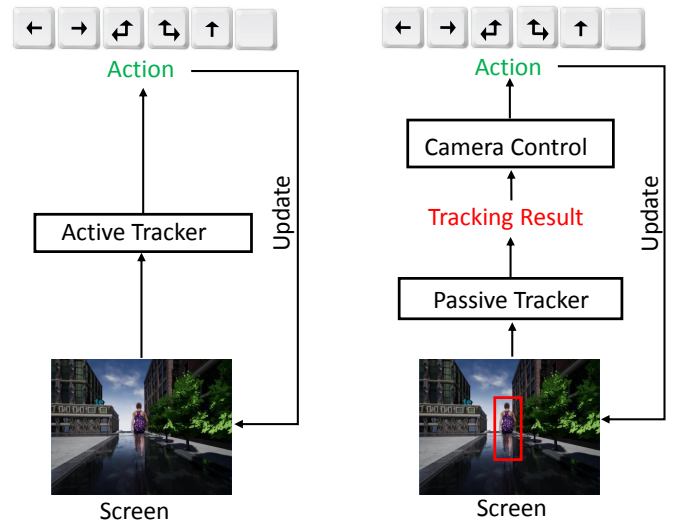 Action
Update
Active Tracker
Screen
Action
Camera Control
Update
Tracking Result
Passive Tracker
Screen